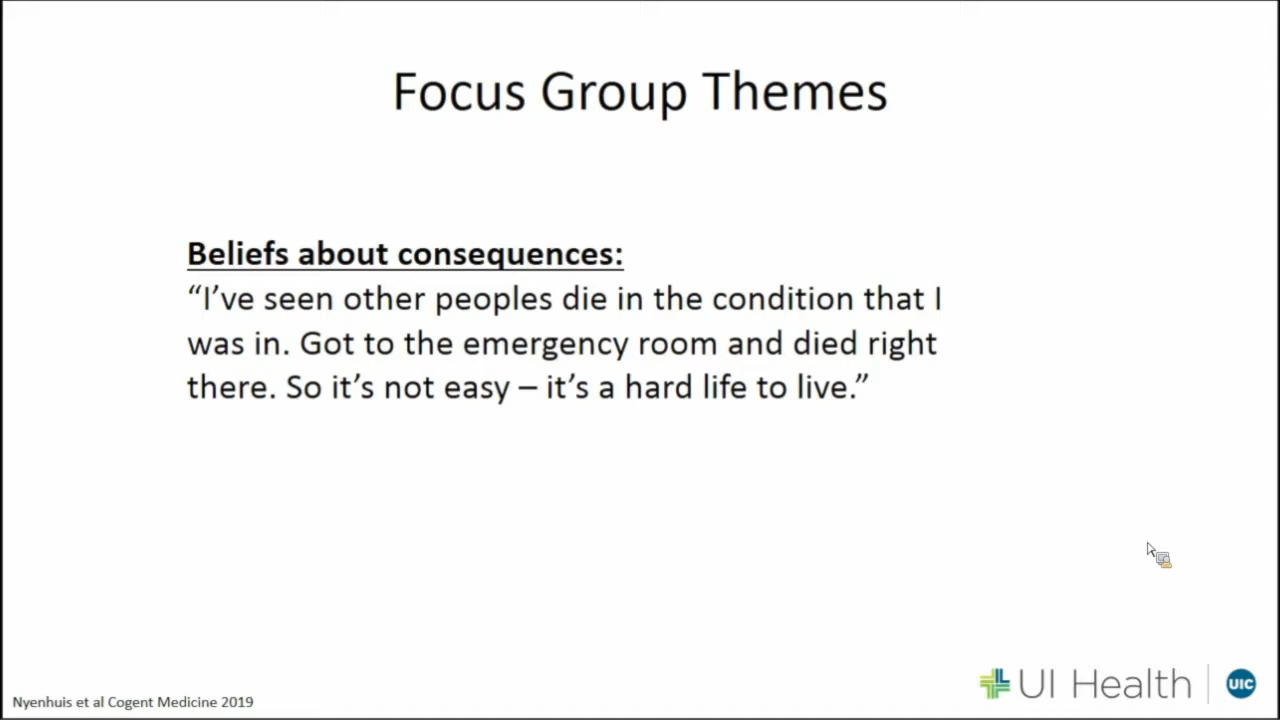 Focus Group Themes
Beliefs about consequences:
“I’ve seen other peoples die in the condition that I
was in. Got to the emergency room and died right
there. So it’s not easy – it’s a hard life to live.”
Nyenhuis et al Cogent Medicine 2019
UI Health
UIC